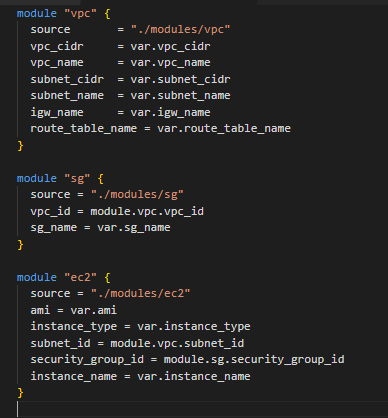 module "vpc" {
  source       = "./modules/vpc"
  vpc_cidr     = var.vpc_cidr
  vpc_name     = var.vpc_name
  subnet_cidr  = var.subnet_cidr
  subnet_name  = var.subnet_name
  igw_name     = var.igw_name
  route_table_name = var.route_table_name
}

module "sg" {
  source = "./modules/sg"
  vpc_id = module.vpc.vpc_id
  sg_name = var.sg_name
}

module "ec2" {
  source = "./modules/ec2"
  ami = var.ami
  instance_type = var.instance_type
  subnet_id = module.vpc.subnet_id
  security_group_id = module.sg.security_group_id
  instance_name = var.instance_name
}